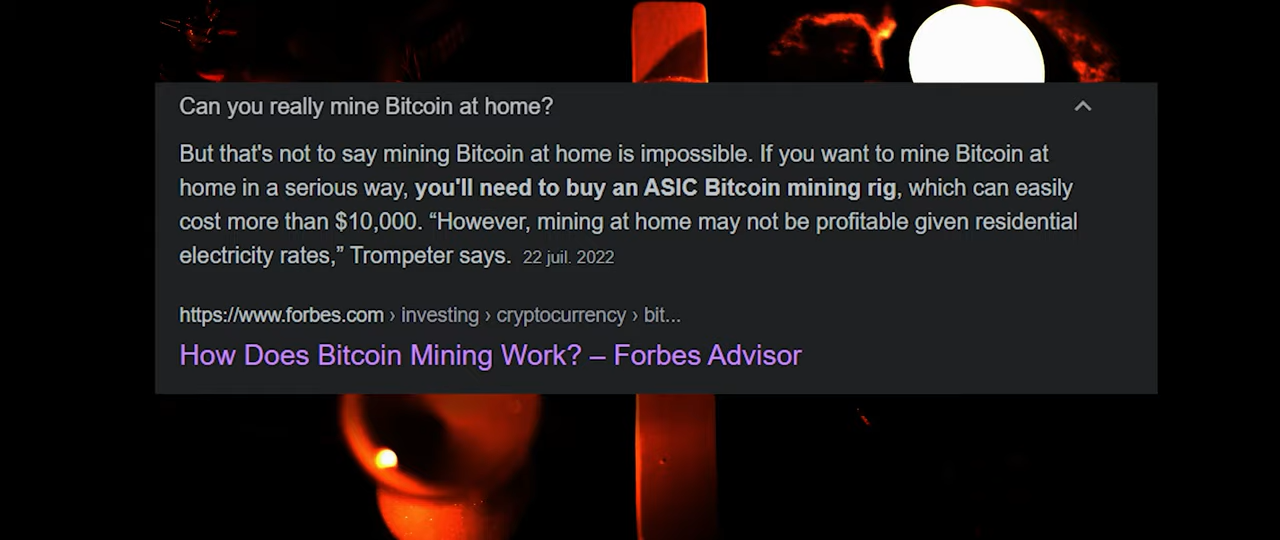 Can you really mine Bitcoin at home?
But that's not to say mining Bitcoin at home is impossible. If you want to mine Bitcoin at
home in a serious way, you'll need to buy an ASIC Bitcoin mining rig, which can easily
cost more than $10,000. “However, mining at home may not be profitable given residential
electricity rates,” Trompeter says. 22 juil. 2022
https://www.forbes.com › investing › cryptocurrency › bit...
How Does Bitcoin Mining Work? – Forbes Advisor